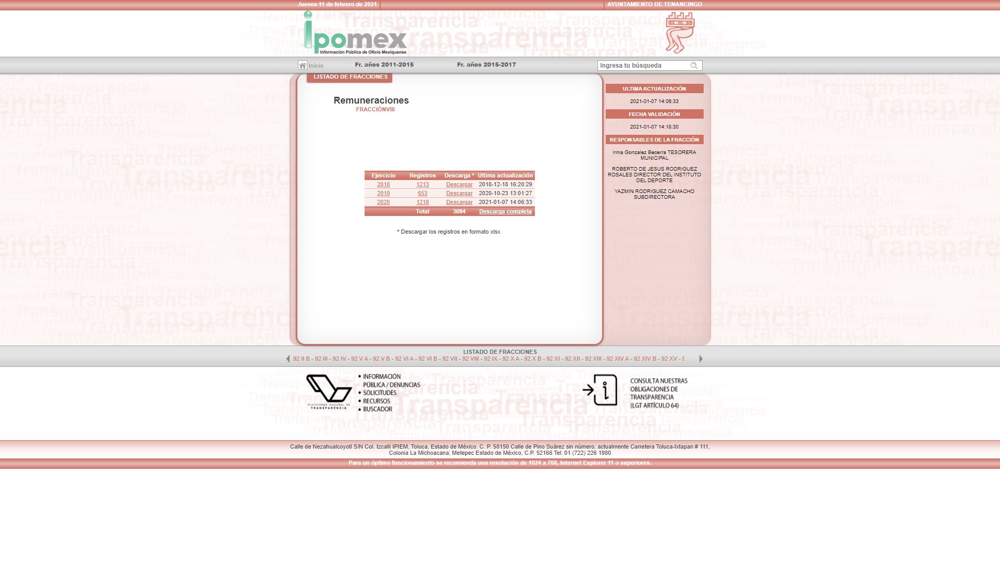 Jueves 11 de febrero de 2021
AYUNTAMIENTO DE TENANCINGO
ipomex
Información Pública de Oficio Mexiquense
Inicio
Fr. años 2011-2015
Fr. años 2015-2017
Ingresa tu búsqueda
LISTADO DE FRACCIONES
Remuneraciones
FRACCIÓNVIII
Ejercicio Registros Descarga * Ultima actualización
2018 1213 Descargar 2018-12-18 16:20:29
2019 653 Descargar 2020-10-23 13:01:27
2020 1218 Descargar 2021-01-07 14:06:33
Total 3084 Descarga completa
* Descargar los registros en formato xlsx.
ULTIMA ACTUALIZACIÓN
2021-01-07 14:06:33
FECHA VALIDACIÓN
2021-01-07 14:18:30
RESPONSABLES DE LA FRACCIÓN
Irma Gonzalez Becerra TESORERA
MUNICIPAL
ROBERTO DE JESUS RODRIGUEZ
ROSALES DIRECTOR DEL INSTITUTO
DEL DEPORTE
YAZMIN RODRIGUEZ CAMACHO
SUBDIRECTORA
LISTADO DE FRACCIONES
92 II B - 92 III - 92 IV - 92 V A - 92 V B - 92 VI A - 92 VI B - 92 VII - 92 VIII - 92 IX - 92 X A - 92 X B - 92 XI - 92 XII - 92 XIII - 92 XIV A - 92 XIV B - 92 XV -
PLATAFORMA NACIONAL DE
TRANSPARENCIA
• INFORMACIÓN
PÚBLICA / DENUNCIAS
• SOLICITUDES
• RECURSOS
• BUSCADOR
CONSULTA NUESTRAS
OBLIGACIONES DE
TRANSPARENCIA
(LGT ARTÍCULO 64)
Calle de Nezahualcoyotl S/N Col. Izcalli IPIEM, Toluca, Estado de México. C. P. 50150 Calle de Pino Suárez sin número, actualmente Carretera Toluca-Ixtapan # 111,
Colonia La Michoacana; Metepec Estado de México, C.P. 52166 Tel: 01 (722) 226 1980
Para un óptimo funcionamiento se recomienda una resolución de 1024 x 768, Internet Explorer 11 o superiores.